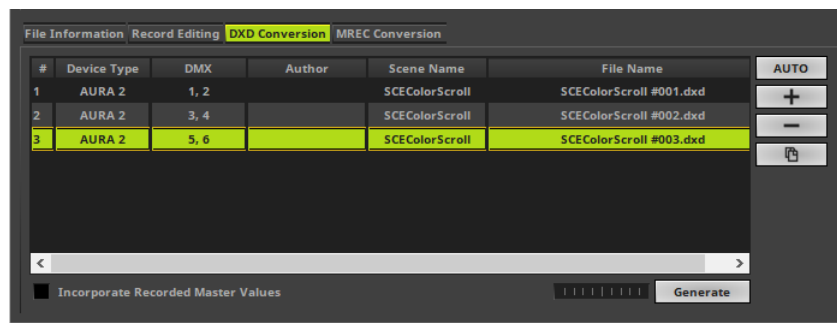 File Information Record Editing DXD Conversion MREC Conversion
# Device Type DMX Author Scene Name File Name
1 AURA 2 1, 2 SCEColorScroll SCEColorScroll #001.dxd
2 AURA 2 3, 4 SCEColorScroll SCEColorScroll #002.dxd
3 AURA 2 5, 6 SCEColorScroll SCEColorScroll #003.dxd
AUTO
Incorporate Recorded Master Values
Generate